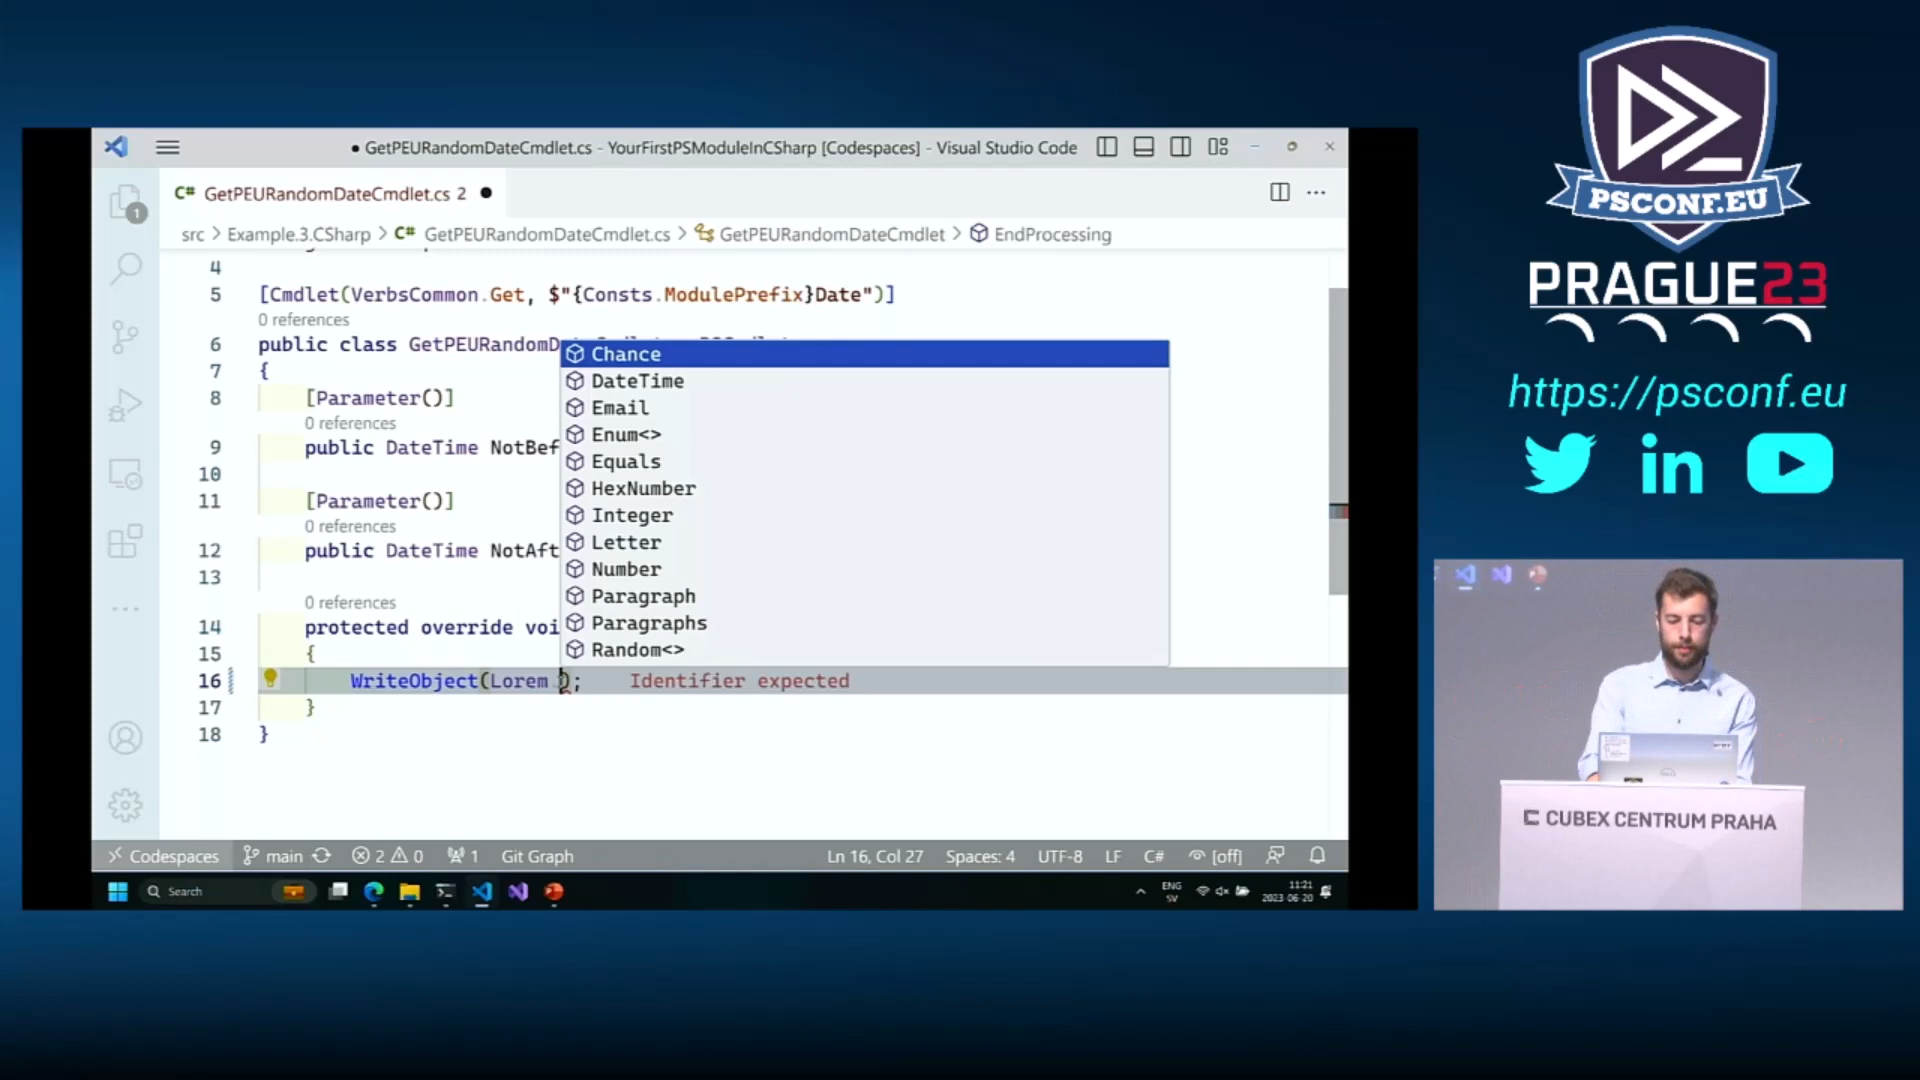 ● GetPEURandomDateCmdlet.cs - YourFirstPSModuleInCSharp [Codespaces] - Visual Studio Code
C# GetPEURandomDateCmdlet.cs 2 ●
1
src > Example.3.CSharp > C# GetPEURandomDateCmdlet.cs > GetPEURandomDateCmdlet > EndProcessing
4
5 [Cmdlet(VerbsCommon.Get, $"{Consts.ModulePrefix}Date")]
0 references
6 public class GetPEURandomD
7 {
8 [Parameter()]
0 references
9 public DateTime NotBef
10
11 [Parameter()]
0 references
12 public DateTime NotAft
13
0 references
14 protected override voi
15 {
16 WriteObject(Lorem.); Identifier expected
17 }
18 }
Chance
DateTime
Email
Enum<>
Equals
HexNumber
Integer
Letter
Number
Paragraph
Paragraphs
Random<>
Codespaces main 2 0 1 Git Graph Ln 16, Col 27 Spaces: 4 UTF-8 LF C# [off]
Search ENG SV 11:21 2023-06-20
PSCONF.EU
PRAGUE23
https://psconf.eu
in
CUBEX CENTRUM PRAHA